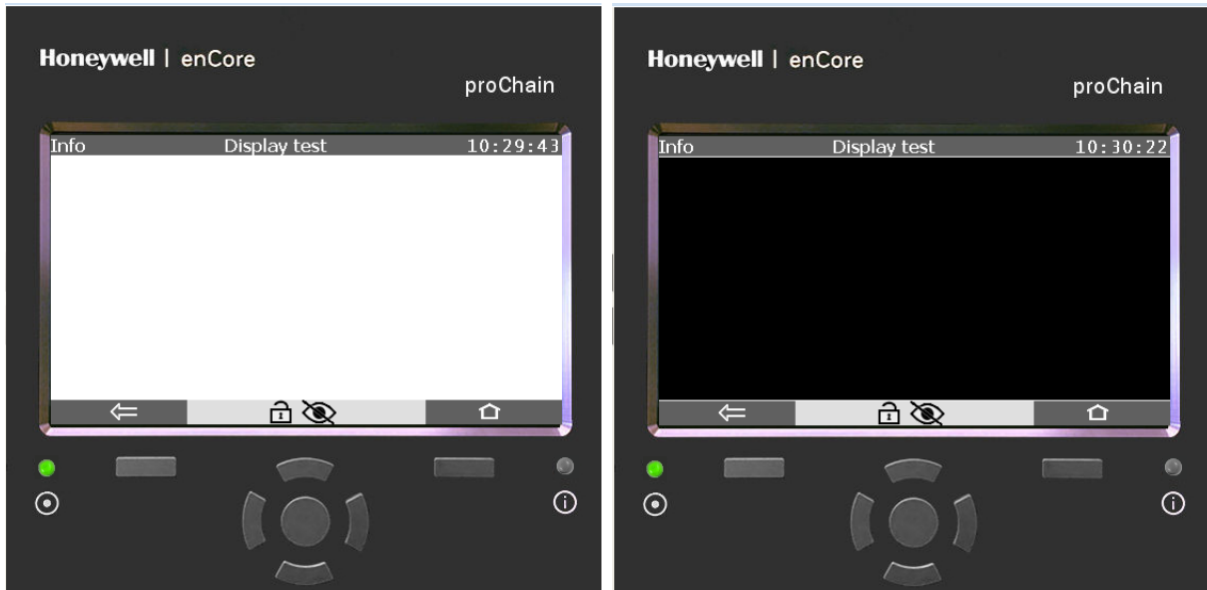 Honeywell | enCore
proChain
Info Display test 10:29:43
Honeywell | enCore
proChain
Info Display test 10:30:22